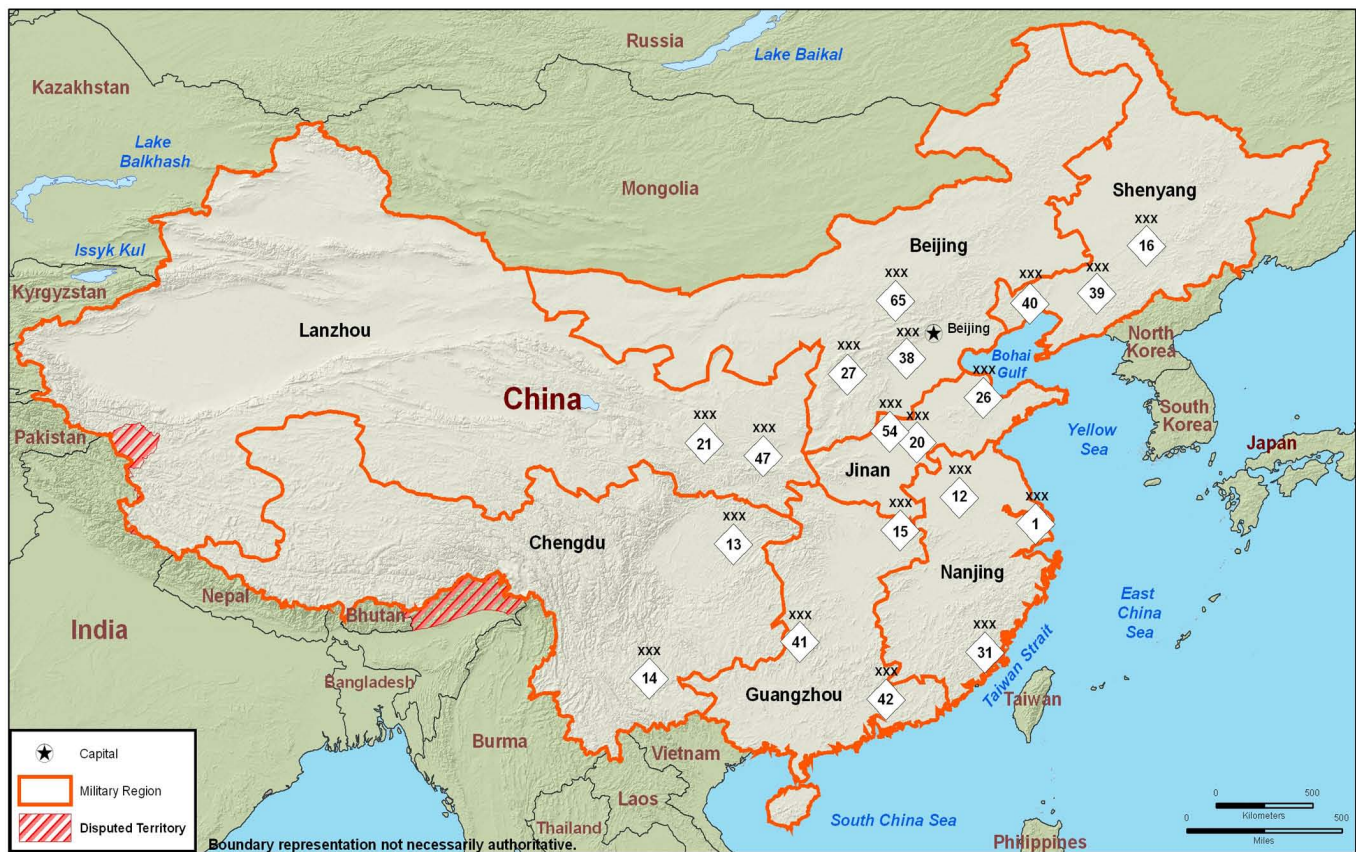 Russia
Lake Baikal
Kazakhstan
Lake
Balkhash
Mongolia
Shenyang
XXX
16
Beijing
Issyk Kul
Kyrgyzstan
XXX
65
XXX
40
XXX
39
Lanzhou
Beijing
XXX
38
North
Korea
XXX
27
Bohai
Gulf
China
XXX
26
South
Korea
Pakistan
XXX
21
XXX
47
XXX
54
XXX
20
Yellow
Sea
Japan
Jinan
XXX
12
XXX
15
XXX
1
Chengdu
XXX
13
Nanjing
Nepal
Bhutan
East
China
Sea
India
XXX
41
XXX
31
Taiwan Strait
Bangladesh
XXX
14
Guangzhou
XXX
42
Taiwan
Burma
Vietnam
Laos
Thailand
South China Sea
Philippines
Capital
Military Region
Disputed Territory
Boundary representation not necessarily authoritative.
0
500
Kilometers
0
500
Miles